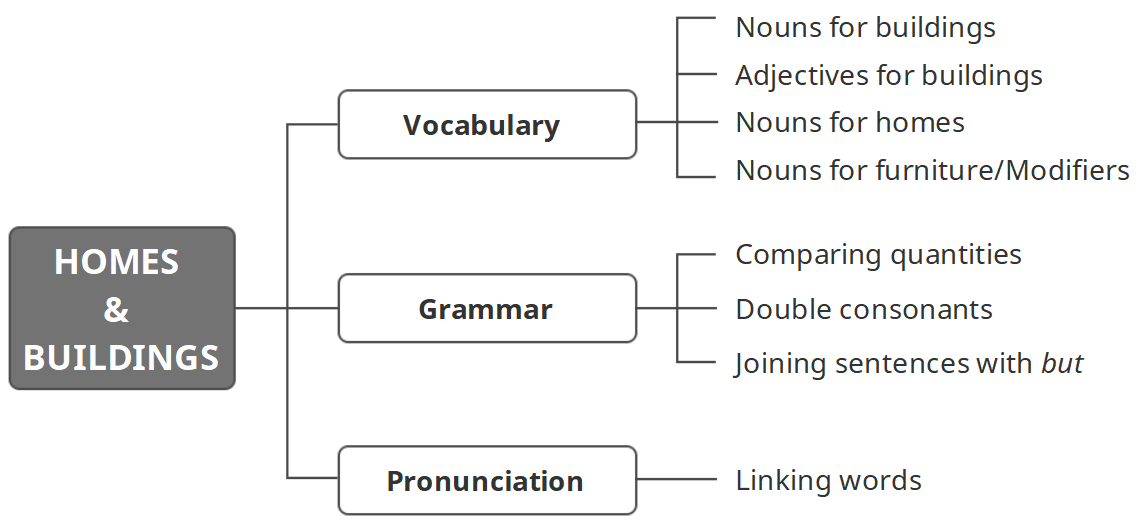 HOMES
&
BUILDINGS
Vocabulary
Nouns for buildings
Adjectives for buildings
Nouns for homes
Nouns for furniture/Modifiers
Grammar
Comparing quantities
Double consonants
Joining sentences with but
Pronunciation
Linking words